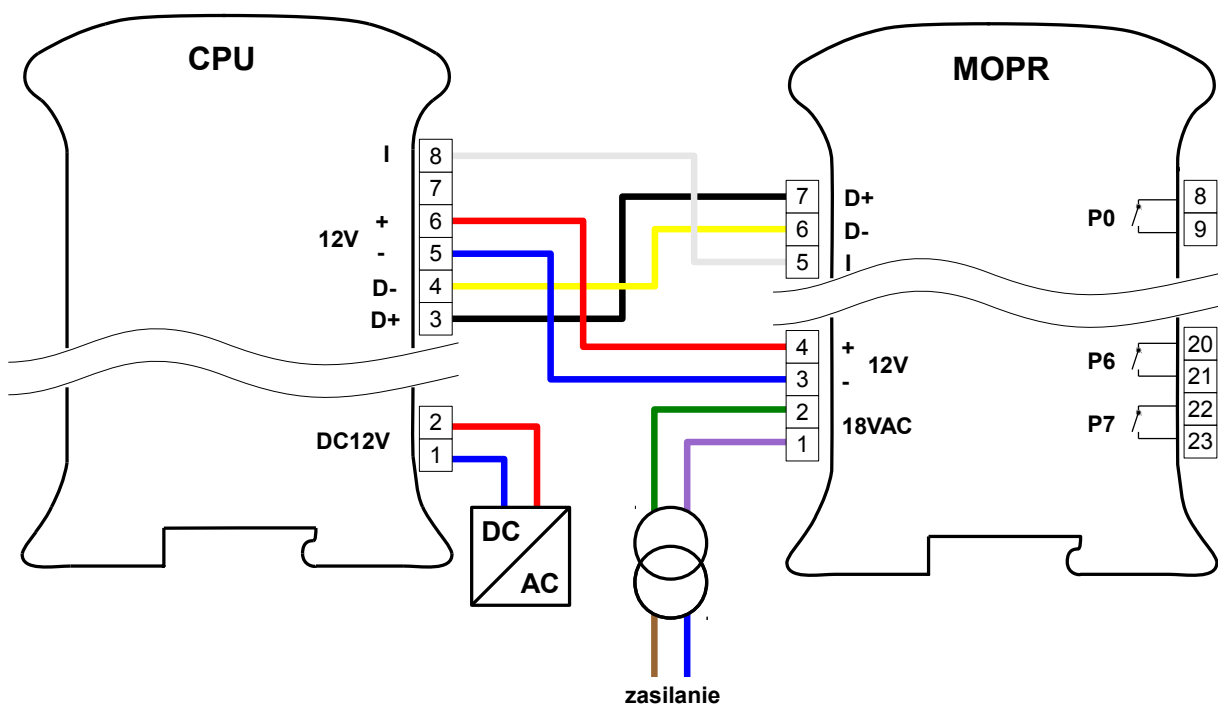 CPU
MOPR
I 8
7
+ 6
12V
- 5
D- 4
D+ 3
2
DC12V
1
7 D+
6 D-
5 I
4 +
12V
3 -
2
18VAC
1
8
P0
9
20
P6
21
22
P7
23
DC
AC
zasilanie